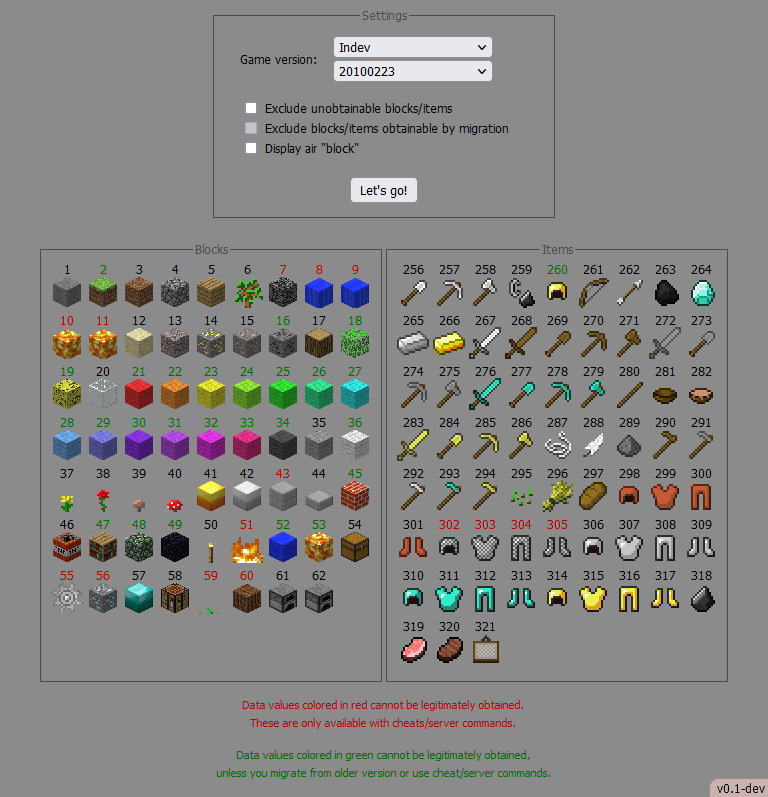 Settings
Game version:
Indev
20100223
Exclude unobtainable blocks/items
Exclude blocks/items obtainable by migration
Display air "block"
Let's go!
Blocks
1 2 3 4 5 6 7 8 9
10 11 12 13 14 15 16 17 18
19 20 21 22 23 24 25 26 27
28 29 30 31 32 33 34 35 36
37 38 39 40 41 42 43 44 45
46 47 48 49 50 51 52 53 54
55 56 57 58 59 60 61 62
Items
256 257 258 259 260 261 262 263 264
265 266 267 268 269 270 271 272 273
274 275 276 277 278 279 280 281 282
283 284 285 286 287 288 289 290 291
292 293 294 295 296 297 298 299 300
301 302 303 304 305 306 307 308 309
310 311 312 313 314 315 316 317 318
319 320 321
Data values colored in red cannot be legitimately obtained.
These are only available with cheats/server commands.
Data values colored in green cannot be legitimately obtained,
unless you migrate from older version or use cheat/server commands.
v0.1-dev